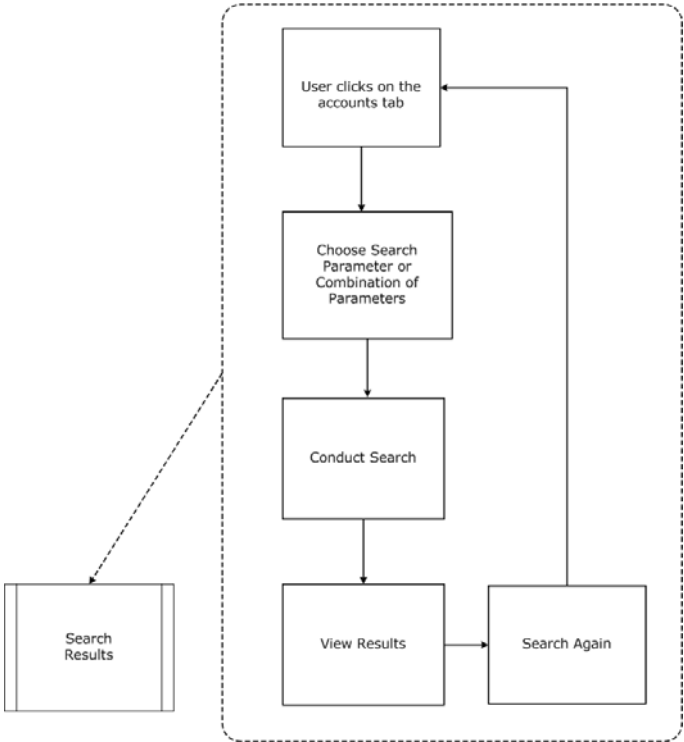 User clicks on the
accounts tab
Choose Search
Parameter or
Combination of
Parameters
Conduct Search
View Results
Search Again
Search
Results